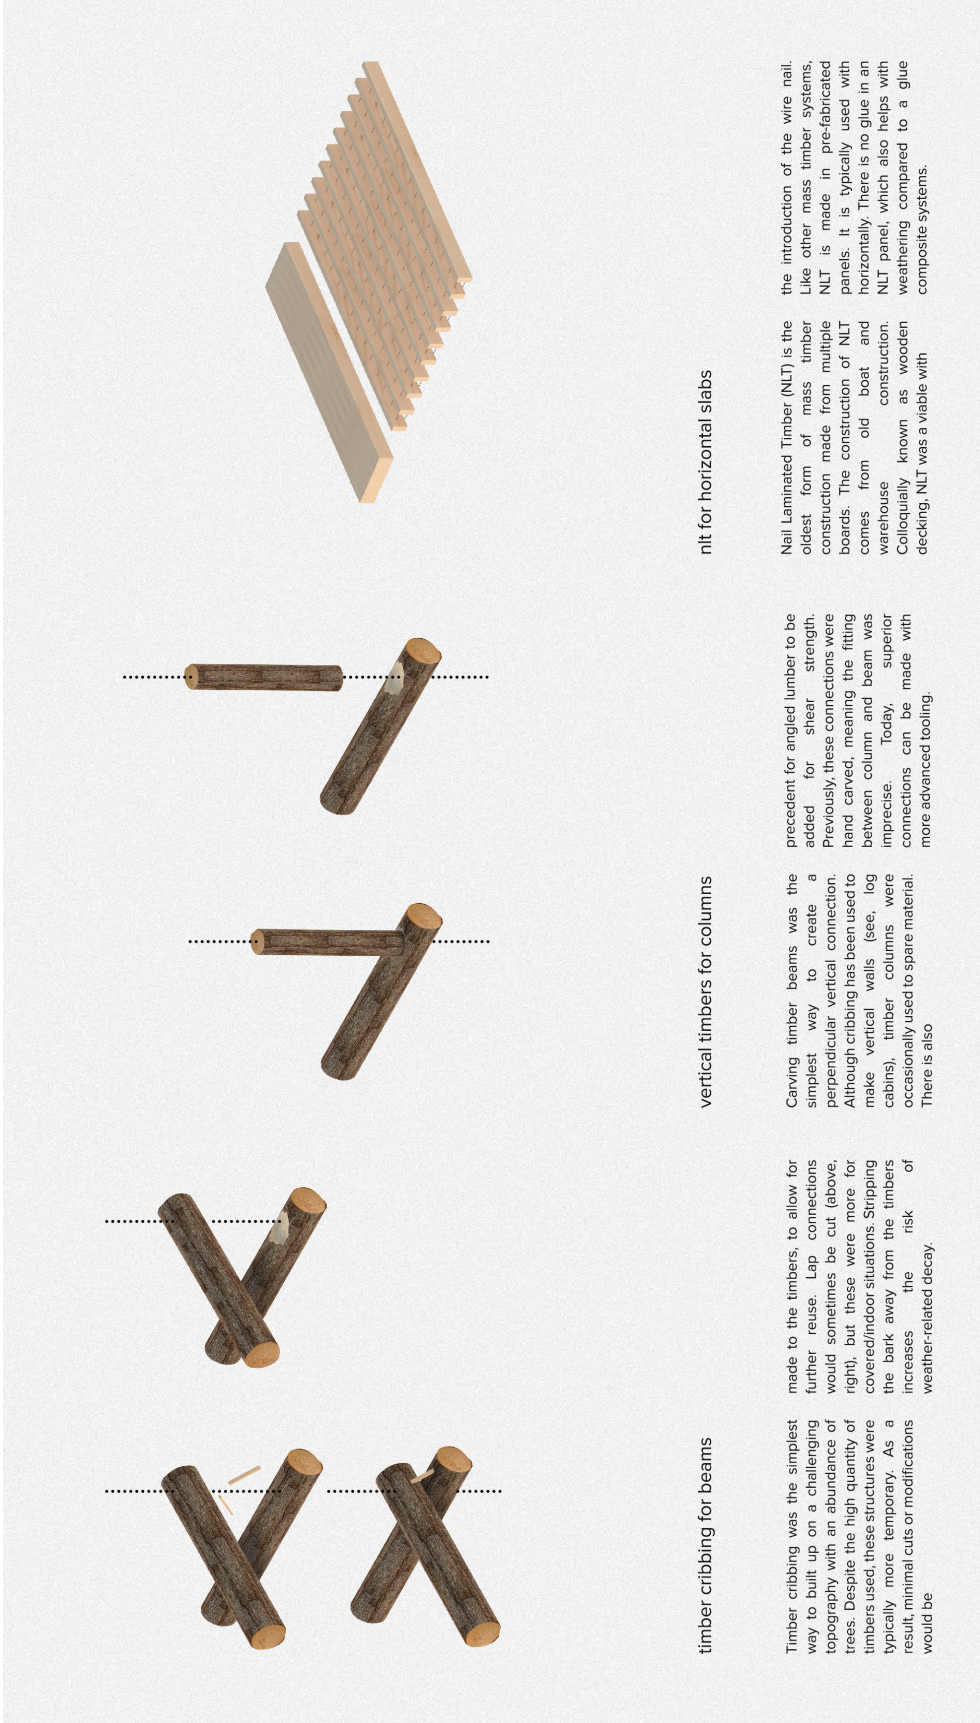 timber cribbing for beams
Timber cribbing was the simplest
way to built up on a challenging
topography with an abundance of
trees. Despite the high quantity of
timbers used, these structures were
typically more temporary. As a
result, minimal cuts or modifications
would be
made to the timbers, to allow for
further reuse. Lap connections
would sometimes be cut (above,
right), but these were more for
covered/indoor situations. Stripping
the bark away from the timbers
increases the risk of
weather-related decay.
vertical timbers for columns
Carving timber beams was the
simplest way to create a
perpendicular vertical connection.
Although cribbing has been used to
make vertical walls (see, log
cabins), timber columns were
occasionally used to spare material.
There is also
precedent for angled lumber to be
added for shear strength.
Previously, these connections were
hand carved, meaning the fitting
between column and beam was
imprecise. Today, superior
connections can be made with
more advanced tooling.
nlt for horizontal slabs
Nail Laminated Timber (NLT) is the
oldest form of mass timber
construction made from multiple
boards. The construction of NLT
comes from old boat and
warehouse construction.
Colloquially known as wooden
decking, NLT was a viable with
the introduction of the wire nail.
Like other mass timber systems,
NLT is made in pre-fabricated
panels. It is typically used with
horizontally. There is no glue in an
NLT panel, which also helps with
weathering compared to a glue
composite systems.